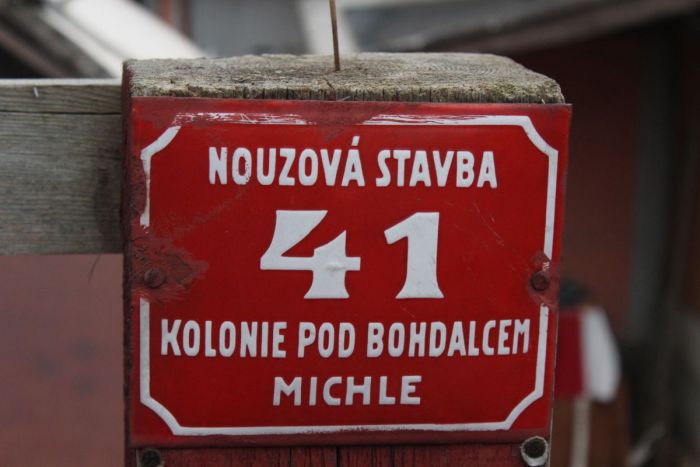 NOUZOVÁ STAVBA
41
KOLONIE POD BOHDALCEM
MICHLE